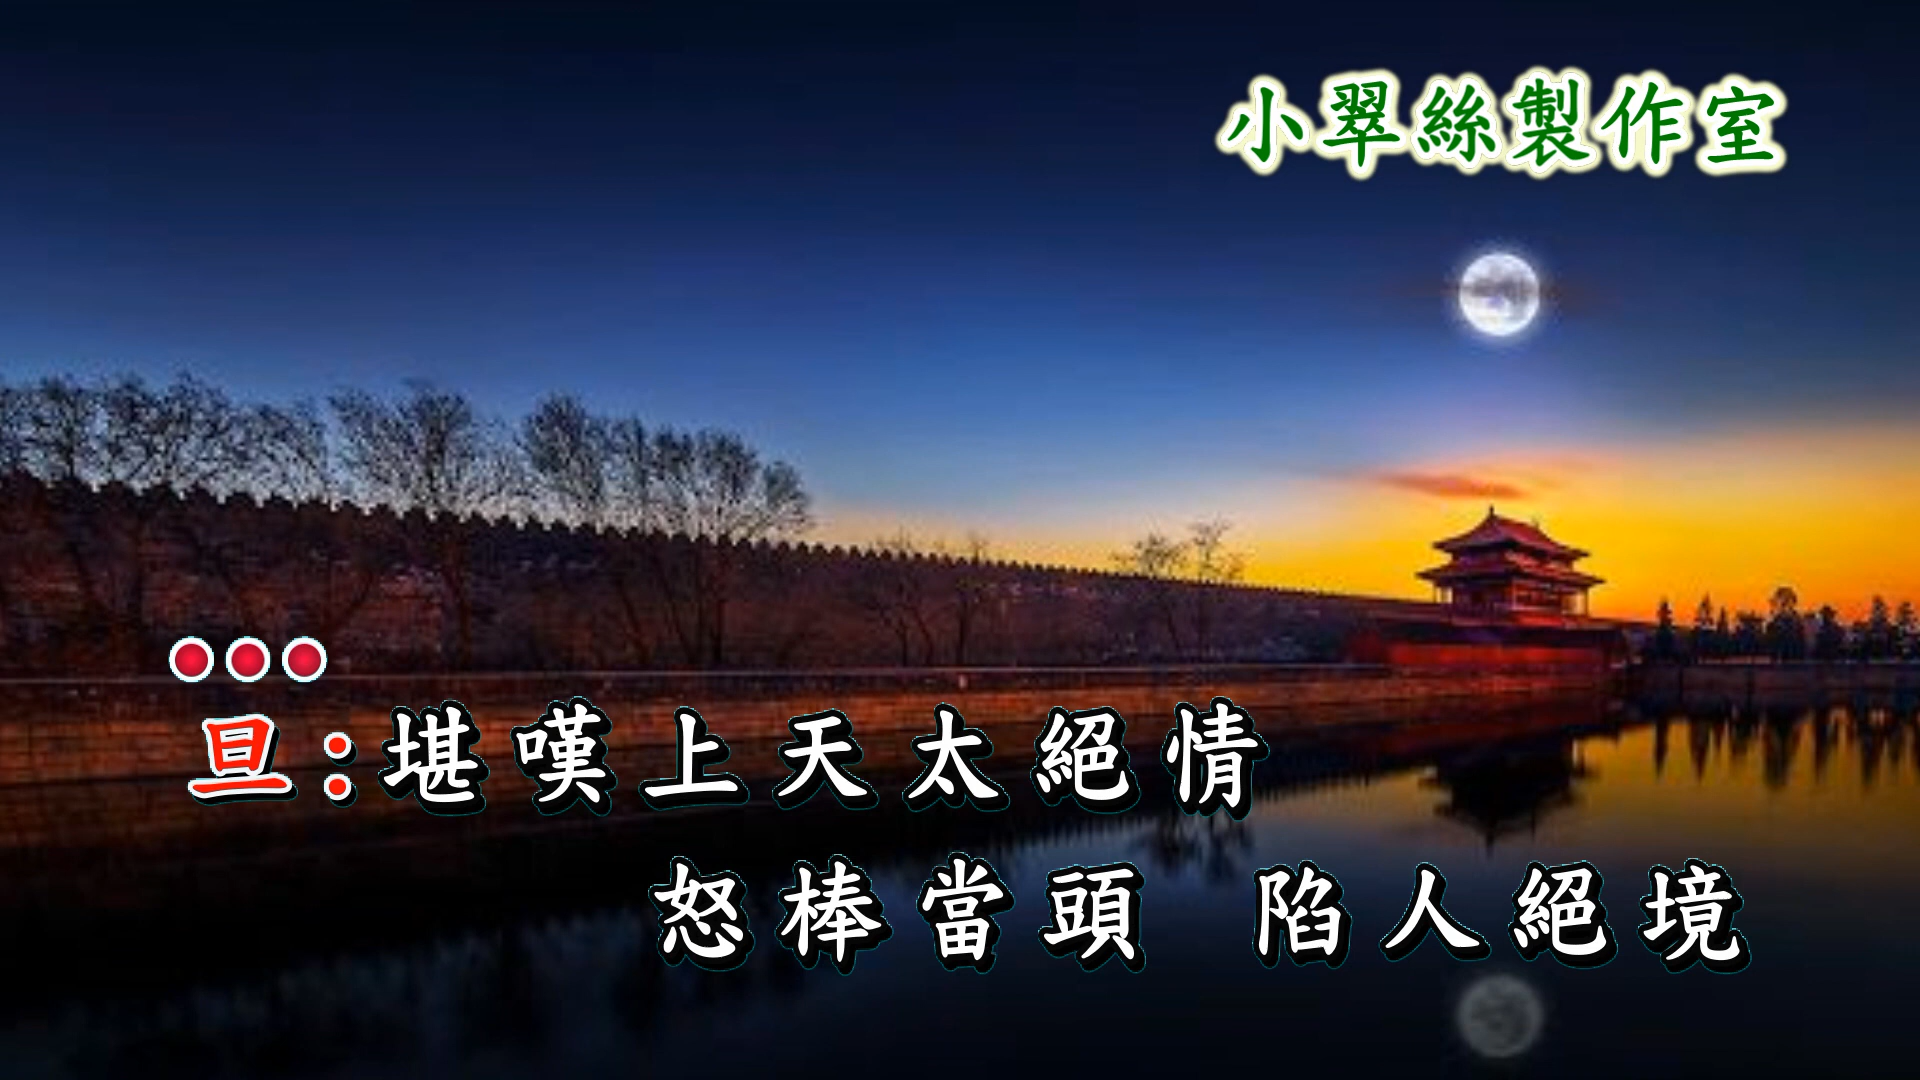 小翠絲製作室
旦:堪嘆上天太絕情
怒棒當頭 陷人絕境